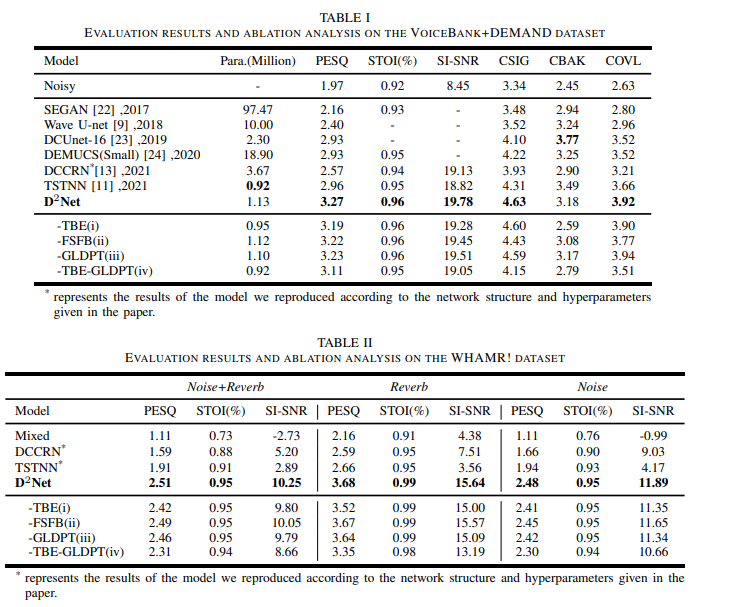 TABLE I
EVALUATION RESULTS AND ABLATION ANALYSIS ON THE VOICEBANK+DEMAND DATASET
Model Para.(Million) PESQ STOI(%) SI-SNR CSIG CBAK COVL
Noisy - 1.97 0.92 8.45 3.34 2.45 2.63
SEGAN [22] ,2017 97.47 2.16 0.93 - 3.48 2.94 2.80
Wave U-net [9] ,2018 10.00 2.40 - - 3.52 3.24 2.96
DCUnet-16 [23] ,2019 2.30 2.93 - - 4.10 3.77 3.52
DEMUCS(Small) [24] ,2020 18.90 2.93 0.95 - 4.22 3.25 3.52
DCCRN*[13] ,2021 3.67 2.57 0.94 19.13 3.93 2.90 3.21
TSTNN [11] ,2021 0.92 2.96 0.95 18.82 4.31 3.49 3.66
D²Net 1.13 3.27 0.96 19.78 4.63 3.18 3.92
-TBE(i) 0.95 3.19 0.96 19.28 4.60 2.59 3.90
-FSFB(ii) 1.12 3.22 0.96 19.45 4.43 3.08 3.77
-GLDPT(iii) 1.10 3.23 0.96 19.51 4.59 3.17 3.94
-TBE-GLDPT(iv) 0.92 3.11 0.95 19.05 4.15 2.79 3.51
* represents the results of the model we reproduced according to the network structure and hyperparameters
given in the paper.
TABLE II
EVALUATION RESULTS AND ABLATION ANALYSIS ON THE WHAMR! DATASET
Noise+Reverb Reverb Noise
Model PESQ STOI(%) SI-SNR | PESQ STOI(%) SI-SNR | PESQ STOI(%) SI-SNR
Mixed 1.11 0.73 -2.73 2.16 0.91 4.38 1.11 0.76 -0.99
DCCRN* 1.59 0.88 5.20 2.59 0.95 7.51 1.66 0.90 9.03
TSTNN* 1.91 0.91 2.89 2.66 0.95 3.56 1.94 0.93 4.17
D²Net 2.51 0.95 10.25 3.68 0.99 15.64 2.48 0.95 11.89
-TBE(i) 2.42 0.95 9.80 3.52 0.99 15.00 2.41 0.95 11.35
-FSFB(ii) 2.49 0.95 10.05 3.67 0.99 15.57 2.45 0.95 11.65
-GLDPT(iii) 2.46 0.95 9.79 3.64 0.99 15.09 2.42 0.95 11.34
-TBE-GLDPT(iv) 2.31 0.94 8.66 3.35 0.98 13.19 2.30 0.94 10.66
* represents the results of the model we reproduced according to the network structure and hyperparameters given in the
paper.